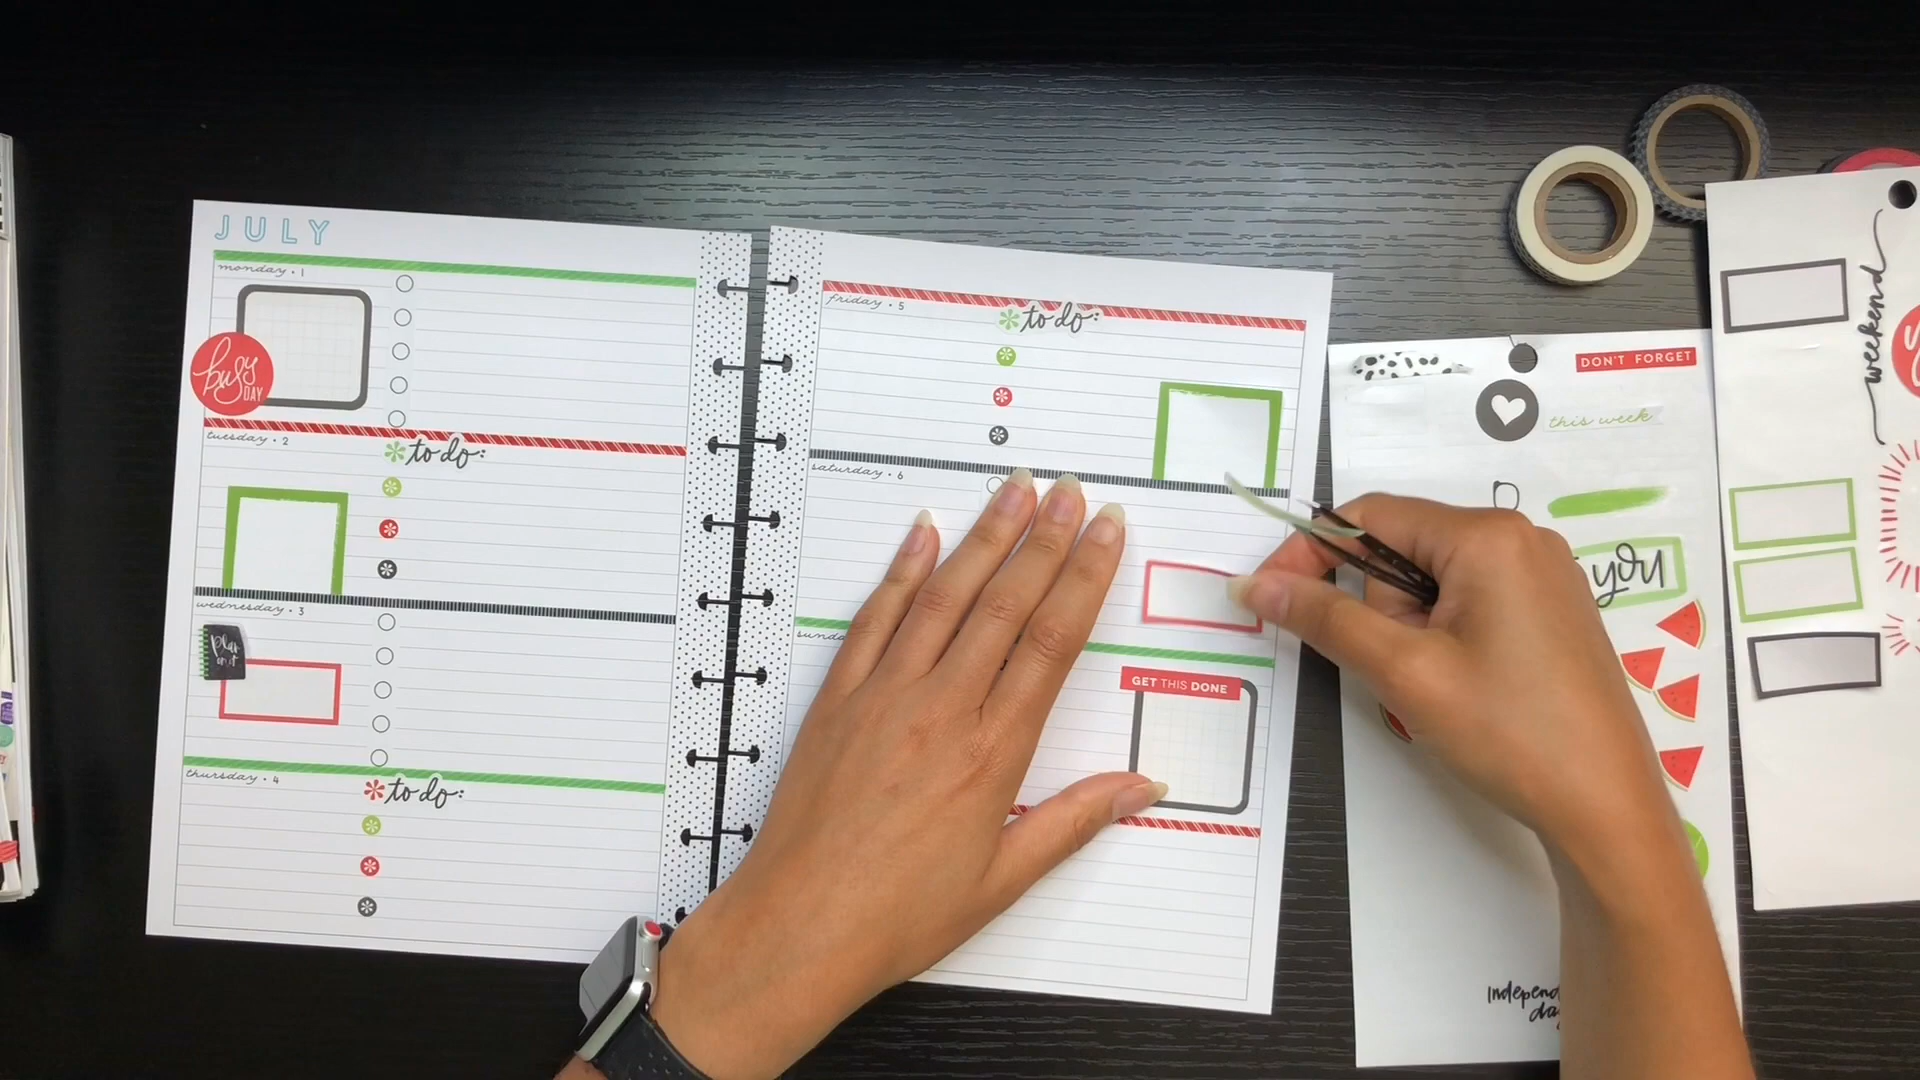 JULY
monday • 1
busy
DAY
tuesday • 2
to do:
wednesday • 3
plan
on it
thursday • 4
to do:
friday • 5
to do:
saturday • 6
GET THIS DONE
DON'T FORGET
this week
you
weekend